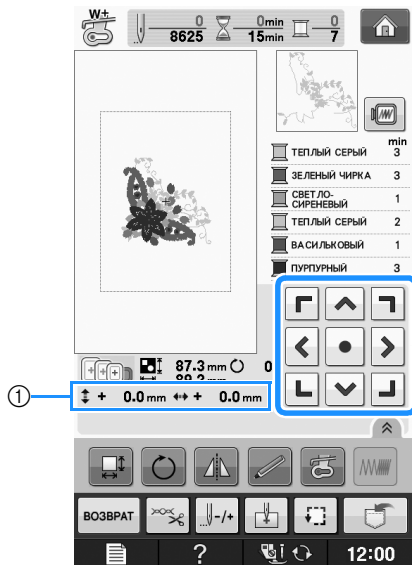 W±
0
8625
0min
15min
0
7
min
ТЕПЛЫЙ СЕРЫЙ 3
ЗЕЛЕНЫЙ ЧИРКА 3
СВЕТЛО-
СИРЕНЕВЫЙ 1
ТЕПЛЫЙ СЕРЫЙ 2
ВАСИЛЬКОВЫЙ 1
ПУРПУРНЫЙ 3
87.3 mm 0
1 + 0.0 mm + 0.0 mm
ВОЗВРАТ -/+
? 12:00